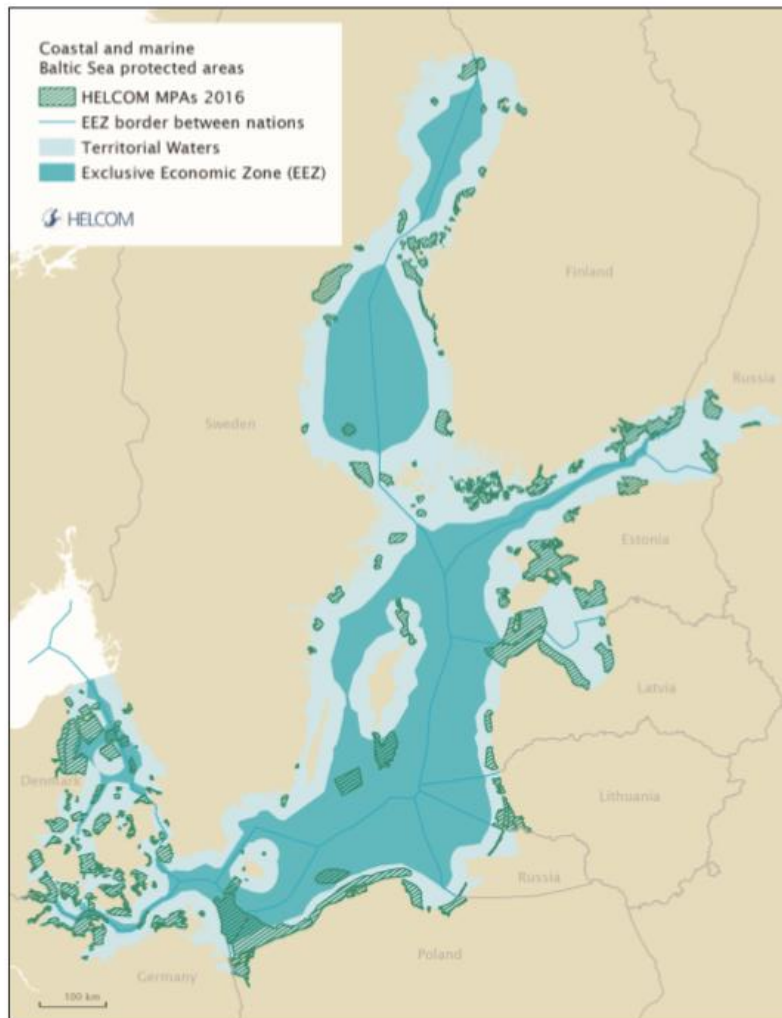 Coastal and marine
Baltic Sea protected areas
HELCOM MPAs 2016
EEZ border between nations
Territorial Waters
Exclusive Economic Zone (EEZ)
HELCOM
Finland
Russia
Sweden
Estonia
Latvia
Denmark
Lithuania
Russia
Poland
Germany
100 km